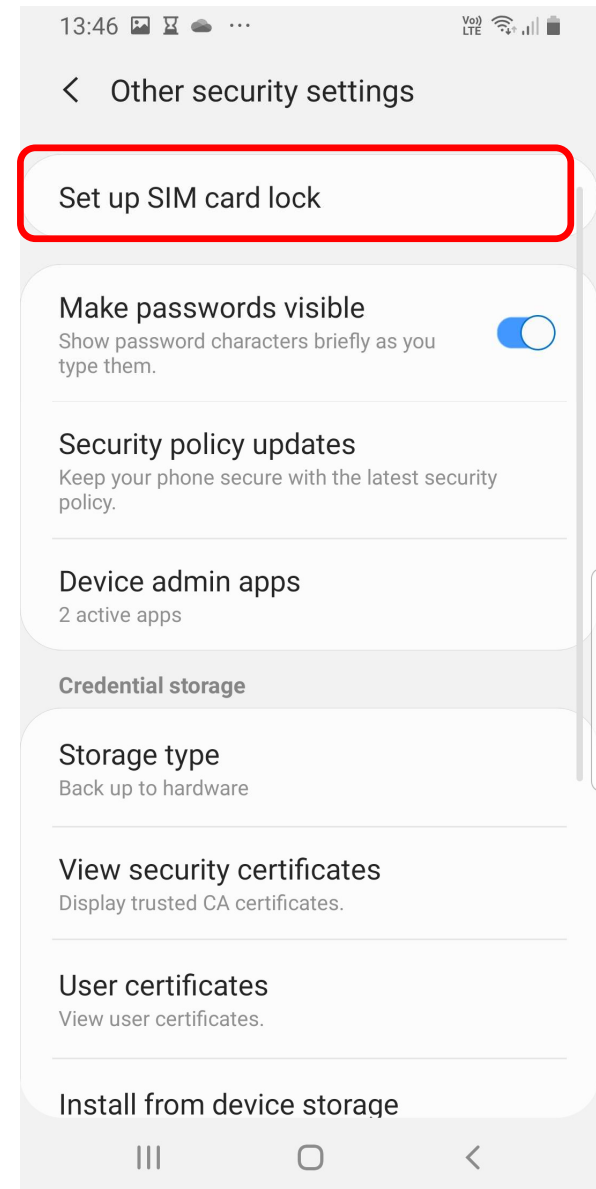 13:46
Vo)) LTE
Other security settings
Set up SIM card lock
Make passwords visible
Show password characters briefly as you
type them.
Security policy updates
Keep your phone secure with the latest security
policy.
Device admin apps
2 active apps
Credential storage
Storage type
Back up to hardware
View security certificates
Display trusted CA certificates.
User certificates
View user certificates.
Install from device storage